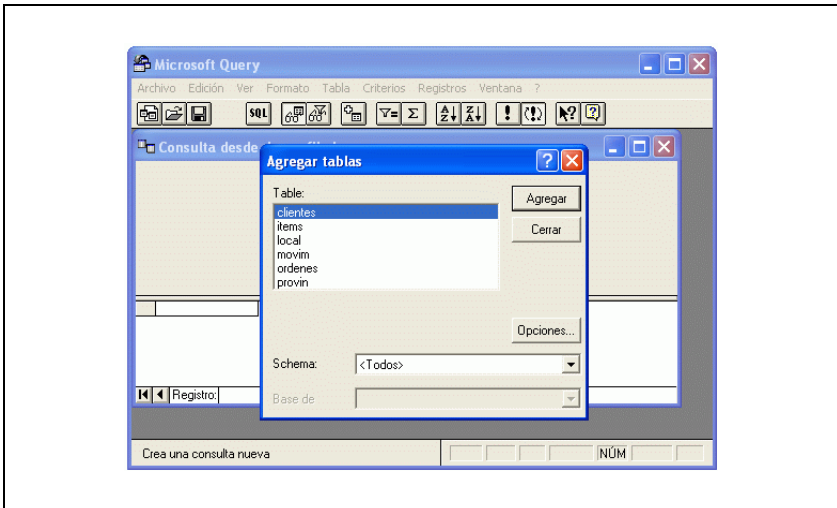 Microsoft Query
Archivo Edición Ver Formato Tabla Criterios Registros Ventana ?
SQL
Consulta desde
Agregar tablas
Table:
clientes
items
local
movim
ordenes
provin
Agregar
Cerrar
Opciones...
Schema: <Todos>
Base de
Registro:
Crea una consulta nueva NÚM